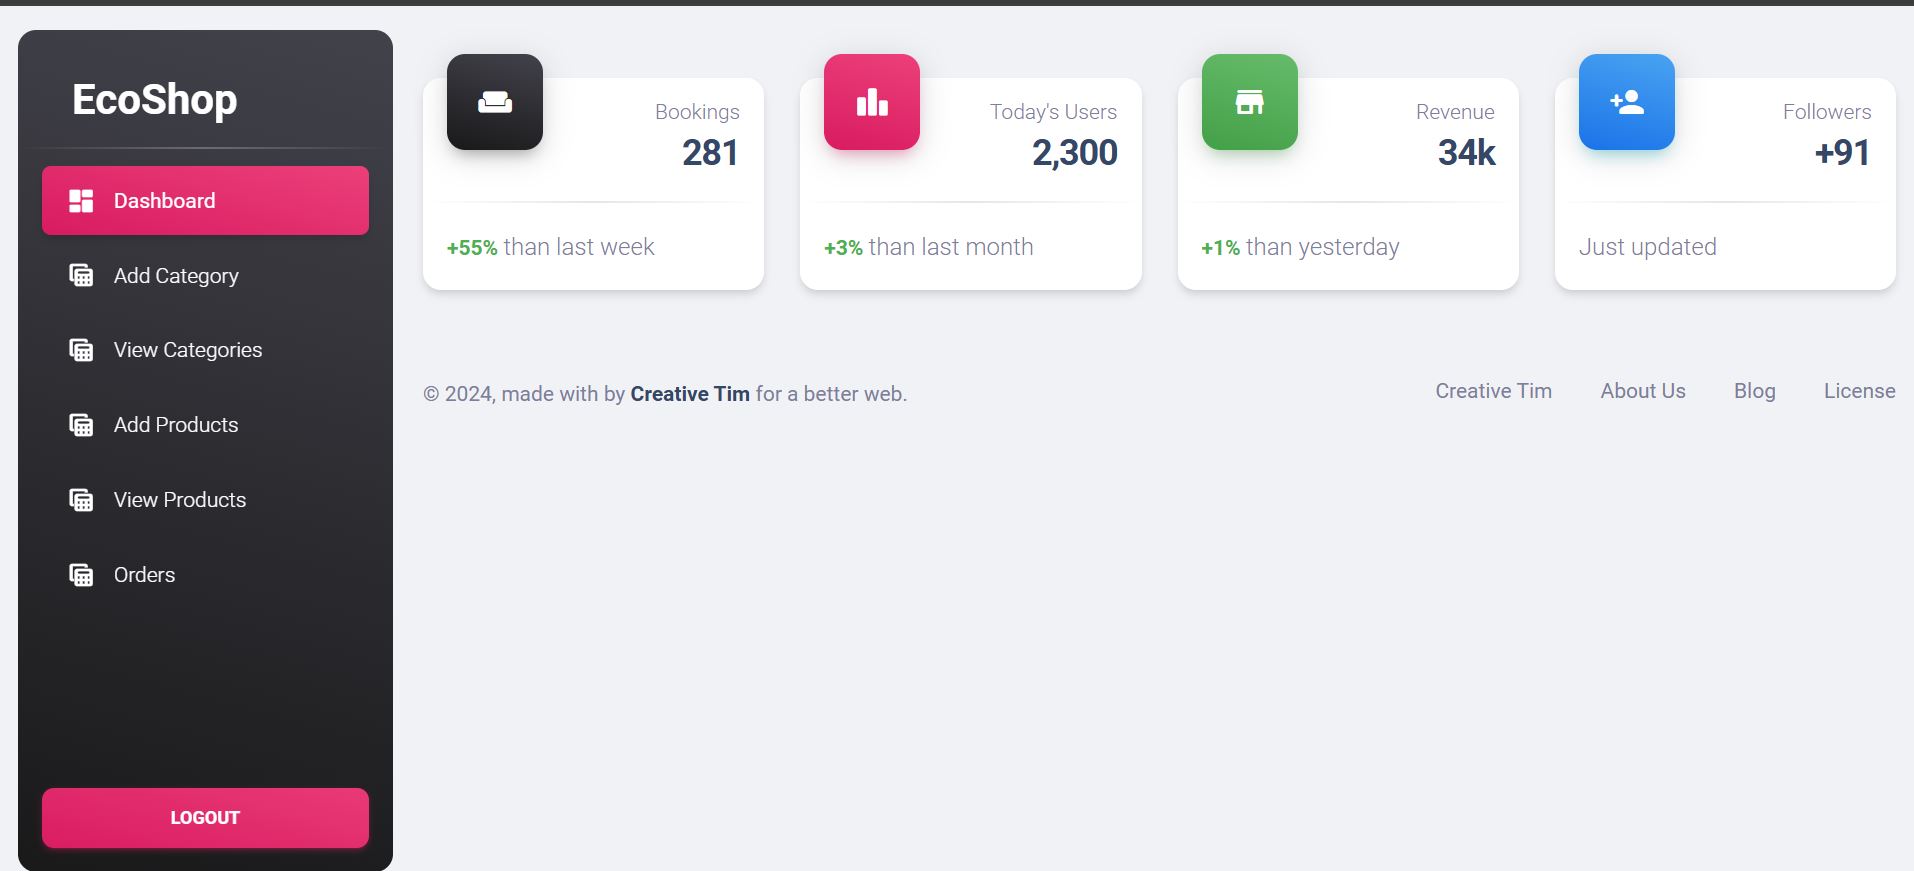 EcoShop
Dashboard
Add Category
View Categories
Add Products
View Products
Orders
LOGOUT
Bookings
281
+55% than last week
Today's Users
2,300
+3% than last month
Revenue
34k
+1% than yesterday
Followers
+91
Just updated
© 2024, made with by Creative Tim for a better web.
Creative Tim
About Us
Blog
License